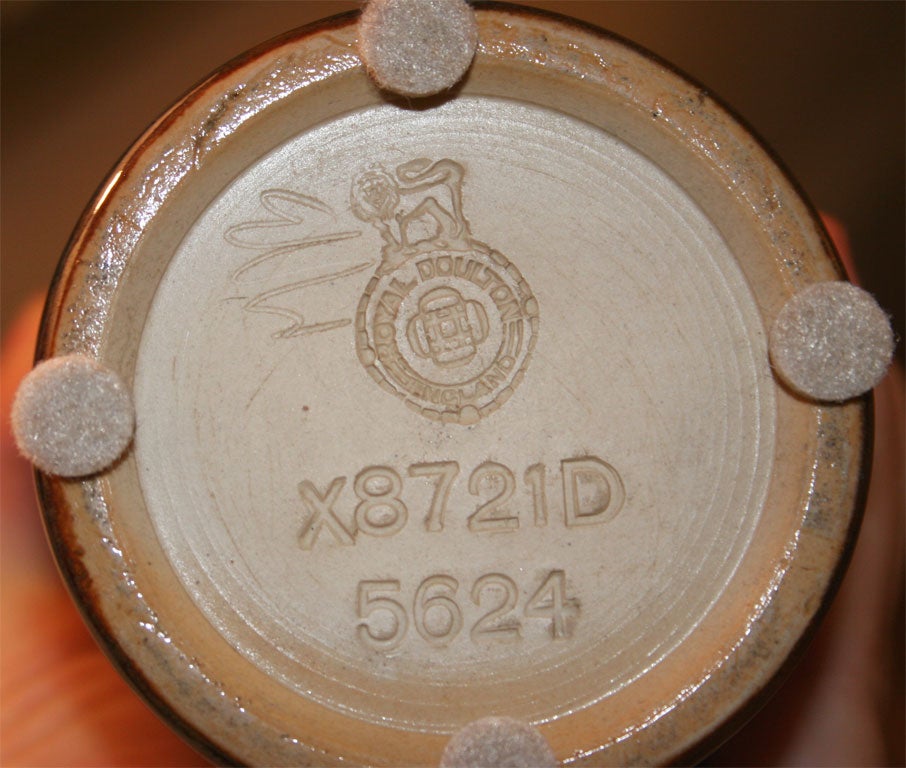 ROYAL DOULTON
ENGLAND
X8721D
5624